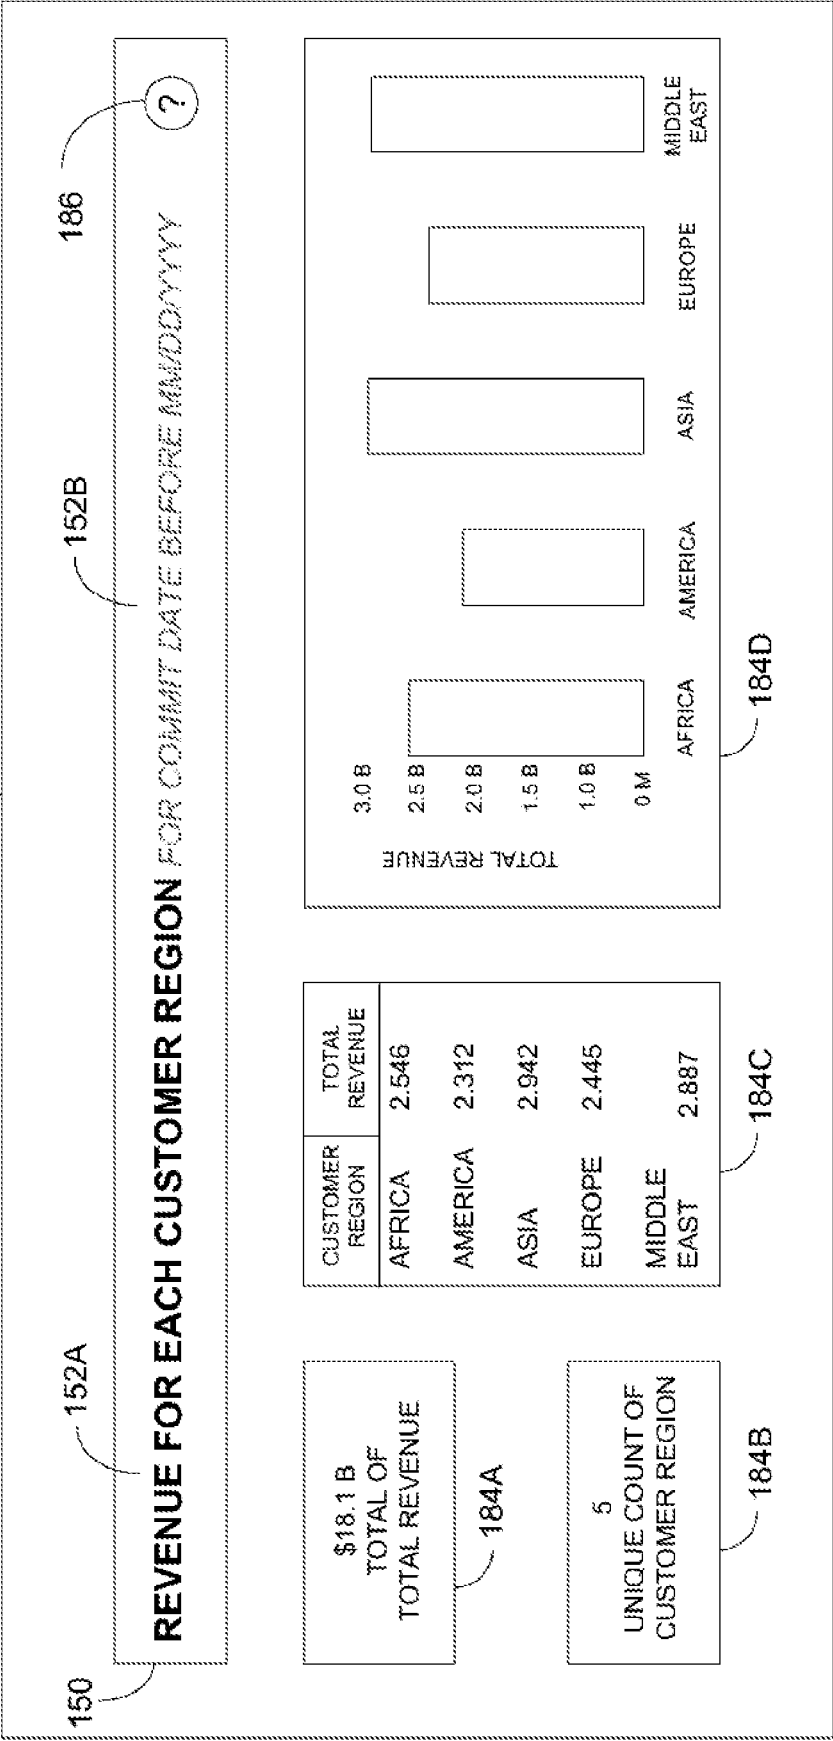 150
152A
152B
186
REVENUE FOR EACH CUSTOMER REGION FOR COMMIT DATE BEFORE MM/DD/YYYY
?
$18.1 B
TOTAL OF
TOTAL REVENUE
184A
5
UNIQUE COUNT OF
CUSTOMER REGION
184B
CUSTOMER REGION TOTAL REVENUE
AFRICA 2.546
AMERICA 2.312
ASIA 2.942
EUROPE 2.445
MIDDLE
EAST 2.887
184C
TOTAL REVENUE
3.0 B
2.5 B
2.0 B
1.5 B
1.0 B
0 M
AFRICA AMERICA ASIA EUROPE MIDDLE
EAST
184D